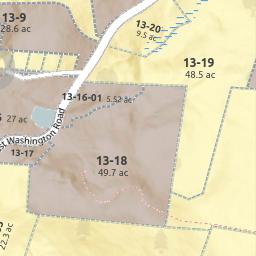 13-9
28.6 ac
13-20
9.5 ac
13-19
48.5 ac
13-16-01 5.52 ac
27 ac
Washington Road
13-17
13-18
49.7 ac
22.3 ac